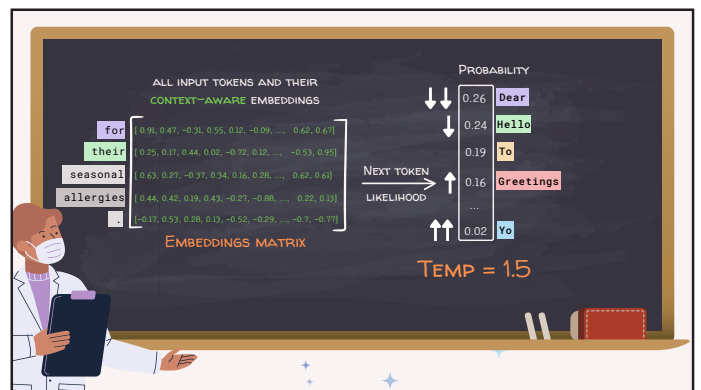 ALL INPUT TOKENS AND THEIR
CONTEXT-AWARE EMBEDDINGS
for [ 0.91, 0.47, -0.31, 0.55, 0.12, -0.09, ..., 0.62, 0.67]
their [ 0.25, 0.17, 0.44, 0.02, -0.72, 0.12, ..., -0.53, 0.95]
seasonal [ 0.63, 0.27, -0.37, 0.34, 0.16, 0.28, ..., 0.62, 0.61]
allergies [ 0.44, 0.42, 0.19, 0.43, -0.27, -0.88, ..., 0.22, 0.13]
. [-0.17, 0.53, 0.28, 0.13, -0.52, -0.29, ..., -0.7, -0.77]
EMBEDDINGS MATRIX
NEXT TOKEN
LIKELIHOOD
PROBABILITY
0.26 Dear
0.24 Hello
0.19 To
0.16 Greetings
...
0.02 Yo
TEMP = 1.5